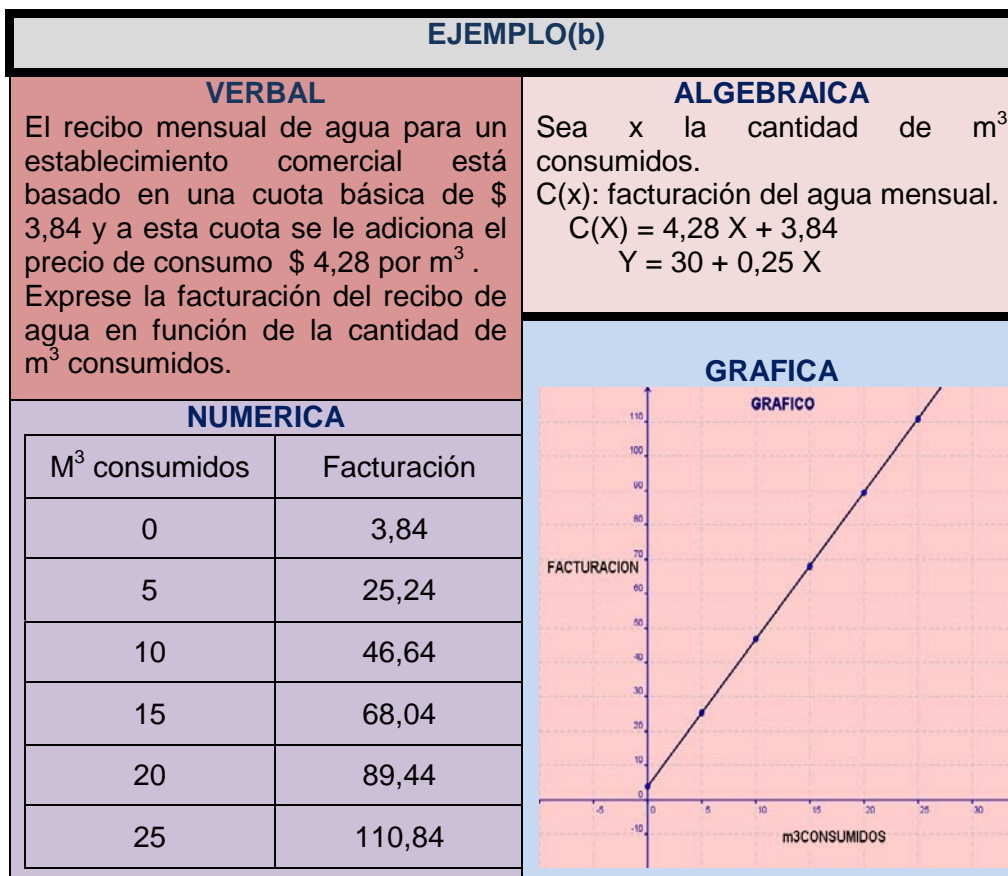 EJEMPLO(b)
VERBAL
El recibo mensual de agua para un
establecimiento comercial está
basado en una cuota básica de $
3,84 y a esta cuota se le adiciona el
precio de consumo $ 4,28 por m³ .
Exprese la facturación del recibo de
agua en función de la cantidad de
m³ consumidos.
ALGEBRAICA
Sea x la cantidad de m³
consumidos.
C(x): facturación del agua mensual.
C(X) = 4,28 X + 3,84
Y = 30 + 0,25 X
NUMERICA
M³ consumidos Facturación
0 3,84
5 25,24
10 46,64
15 68,04
20 89,44
25 110,84
GRAFICA
GRAFICO
110
100
90
80
70
FACTURACION
60
50
40
30
20
10
0
-5 0 5 10 15 20 25 30
-10
m3CONSUMIDOS